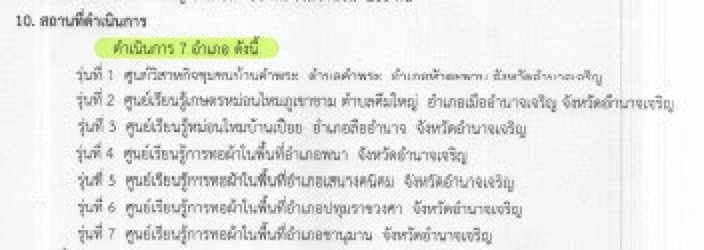 10. สถานที่ดำเนินการ
ดำเนินการ 7 อำเภอ ดังนี้
รุ่นที่ 1 ศูนย์วิสาหกิจชุมชนบ้านคำพระ ตำบลคำพระ อำเภอหัวตะพาน จังหวัดอำนาจเจริญ
รุ่นที่ 2 ศูนย์เรียนรู้เกษตรหม่อนไหมภูเขาขาม ตำบลคึมใหญ่ อำเภอเมืองอำนาจเจริญ จังหวัดอำนาจเจริญ
รุ่นที่ 3 ศูนย์เรียนรู้หม่อนไหมบ้านเปือย อำเภอลืออำนาจ จังหวัดอำนาจเจริญ
รุ่นที่ 4 ศูนย์เรียนรู้การทอผ้าในพื้นที่อำเภอพนา จังหวัดอำนาจเจริญ
รุ่นที่ 5 ศูนย์เรียนรู้การทอผ้าในพื้นที่อำเภอเสนางคนิคม จังหวัดอำนาจเจริญ
รุ่นที่ 6 ศูนย์เรียนรู้การทอผ้าในพื้นที่อำเภอปทุมราชวงศา จังหวัดอำนาจเจริญ
รุ่นที่ 7 ศูนย์เรียนรู้การทอผ้าในพื้นที่อำเภอชานุมาน จังหวัดอำนาจเจริญ